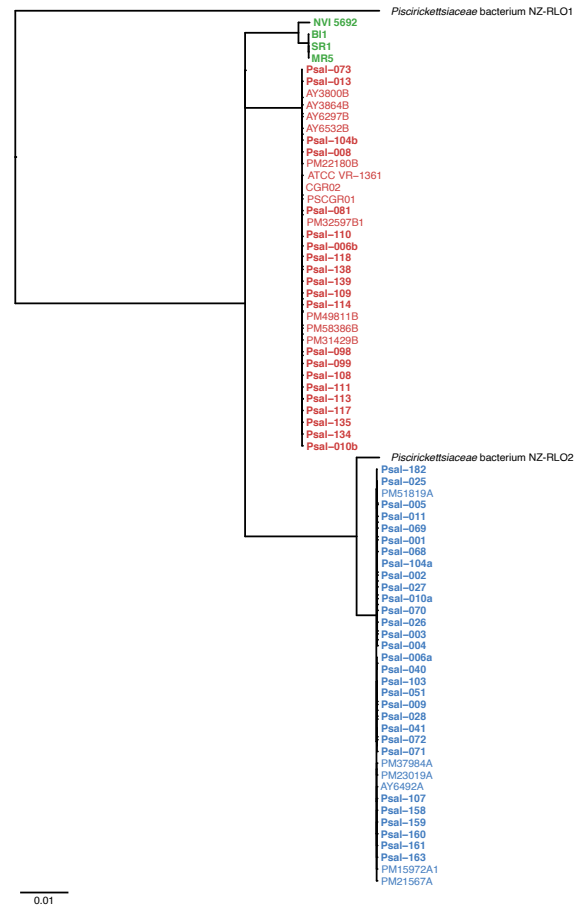 Piscirickettsiaceae bacterium NZ-RLO1
NVI 5692
BI1
SR1
MR5
Psal−073
Psal−013
AY3800B
AY3864B
AY6297B
AY6532B
Psal−104b
Psal−008
PM22180B
ATCC VR−1361
CGR02
PSCGR01
Psal−081
PM32597B1
Psal−110
Psal−006b
Psal−118
Psal−138
Psal−139
Psal−109
Psal−114
PM49811B
PM58386B
PM31429B
Psal−098
Psal−099
Psal−108
Psal−111
Psal−113
Psal−117
Psal−135
Psal−134
Psal−010b
Piscirickettsiaceae bacterium NZ-RLO2
Psal−182
Psal−025
PM51819A
Psal−005
Psal−011
Psal−069
Psal−001
Psal−068
Psal−104a
Psal−002
Psal−027
Psal−010a
Psal−070
Psal−026
Psal−003
Psal−004
Psal−006a
Psal−040
Psal−103
Psal−051
Psal−009
Psal−028
Psal−041
Psal−072
Psal−071
PM37984A
PM23019A
AY6492A
Psal−107
Psal−158
Psal−159
Psal−160
Psal−161
Psal−163
PM15972A1
PM21567A
0.01